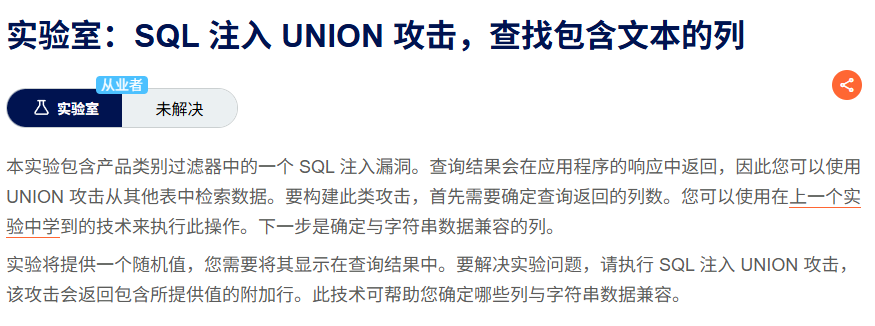 实验室：SQL 注入 UNION 攻击，查找包含文本的列
从业者
实验室
未解决
本实验包含产品类别过滤器中的一个 SQL 注入漏洞。查询结果会在应用程序的响应中返回，因此您可以使用
UNION 攻击从其他表中检索数据。要构建此类攻击，首先需要确定查询返回的列数。您可以使用在上一个实
验中学到的技术来执行此操作。下一步是确定与字符串数据兼容的列。
实验将提供一个随机值，您需要将其显示在查询结果中。要解决实验问题，请执行 SQL 注入 UNION 攻击，
该攻击会返回包含所提供值的附加行。此技术可帮助您确定哪些列与字符串数据兼容。